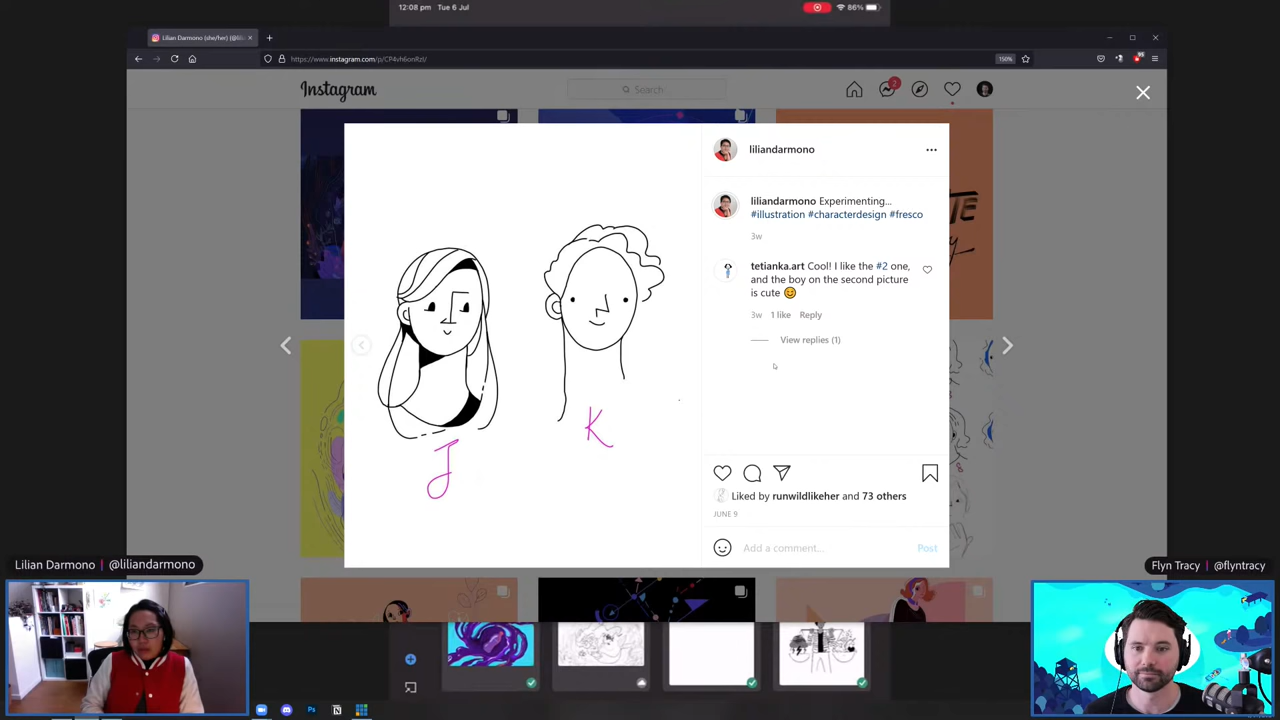 12:08 pm Tue 6 Jul
86%
Lilian Darmono (she/her) (@lili
https://www.instagram.com/p/CP4vh6onRzI/
150%
Instagram
Search
2
liliandarmono
liliandarmono Experimenting...
#illustration #characterdesign #fresco
3w
tetianka.art Cool! I like the #2 one,
and the boy on the second picture
is cute
3w 1 like Reply
View replies (1)
J
K
Liked by runwildlikeher and 73 others
JUNE 9
Add a comment...
Post
Lilian Darmono | @liliandarmono
Flyn Tracy | @flyntracy
Ps